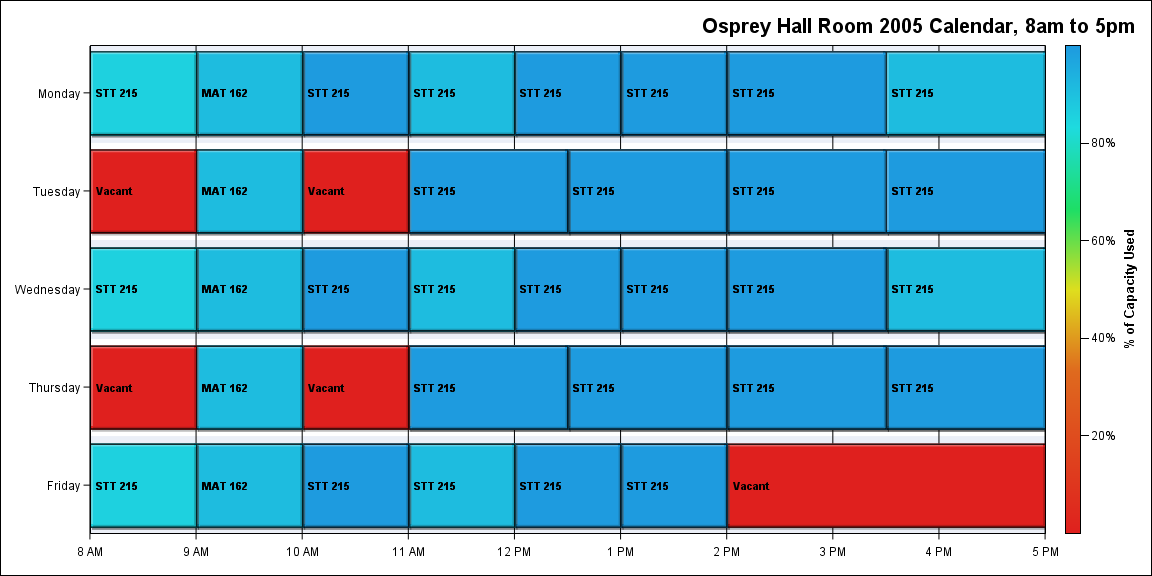 Osprey Hall Room 2005 Calendar, 8am to 5pm
Monday
STT 215
MAT 162
STT 215
STT 215
STT 215
STT 215
STT 215
STT 215
Tuesday
Vacant
MAT 162
Vacant
STT 215
STT 215
STT 215
STT 215
Wednesday
STT 215
MAT 162
STT 215
STT 215
STT 215
STT 215
STT 215
STT 215
Thursday
Vacant
MAT 162
Vacant
STT 215
STT 215
STT 215
STT 215
Friday
STT 215
MAT 162
STT 215
STT 215
STT 215
STT 215
Vacant
8 AM
9 AM
10 AM
11 AM
12 PM
1 PM
2 PM
3 PM
4 PM
5 PM
80%
60%
40%
20%
% of Capacity Used